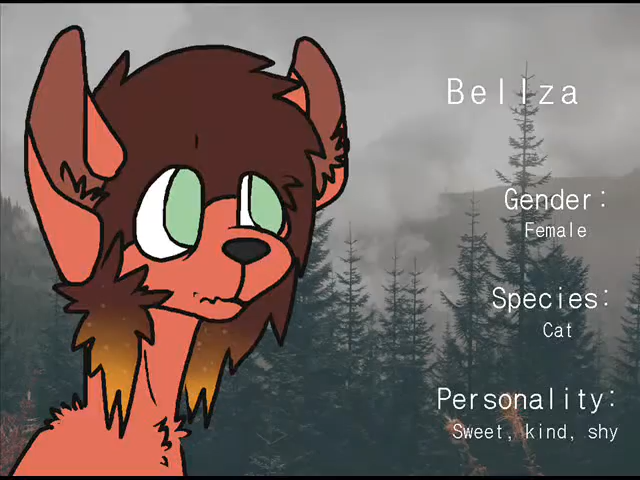 Bellza
Gender:
Female
Species:
Cat
Personality:
Sweet, kind, shy